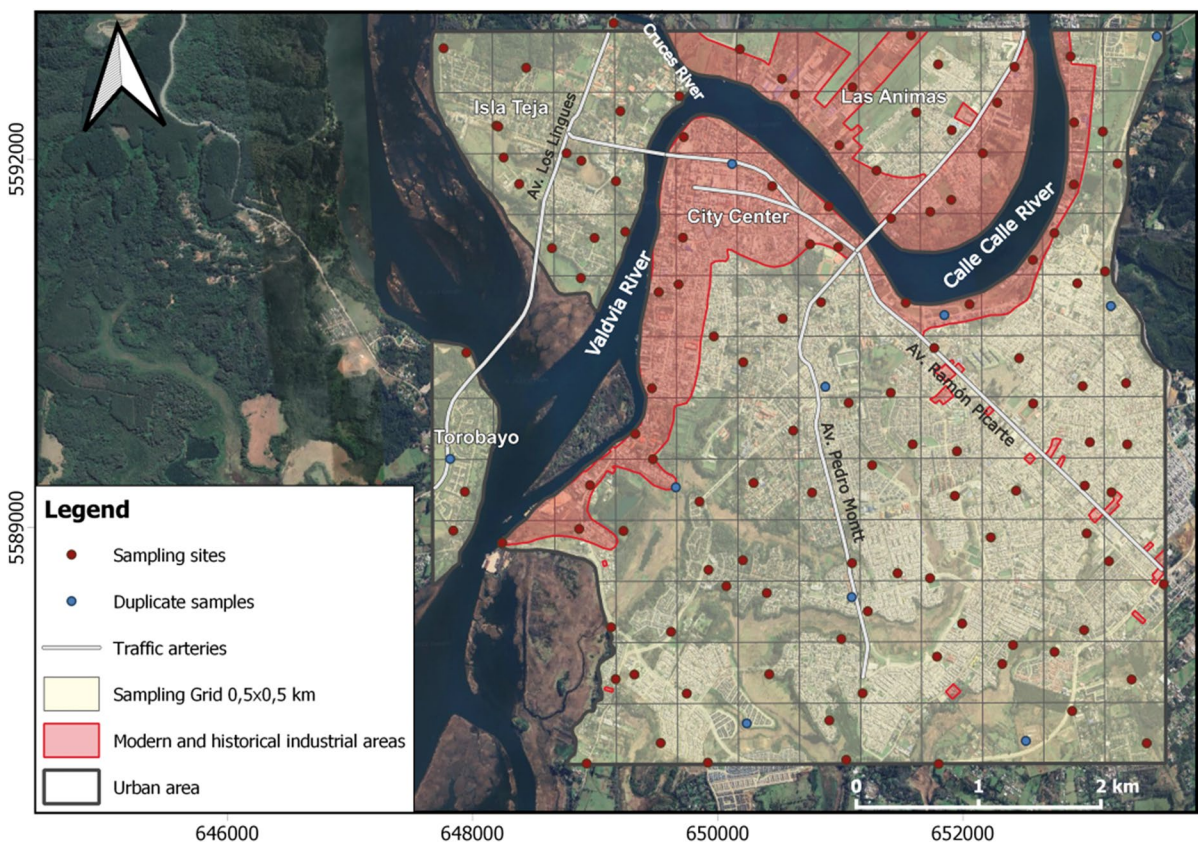 Cruces River
Isla Teja
Av. Los Lingues
Las Animas
City Center
Calle Calle River
Valdvia River
Av. Ramón Picarte
Torobayo
Av. Pedro Montt
5592000
5589000
Legend
Sampling sites
Duplicate samples
Traffic arteries
Sampling Grid 0,5x0,5 km
Modern and historical industrial areas
Urban area
0 1 2 km
646000 648000 650000 652000